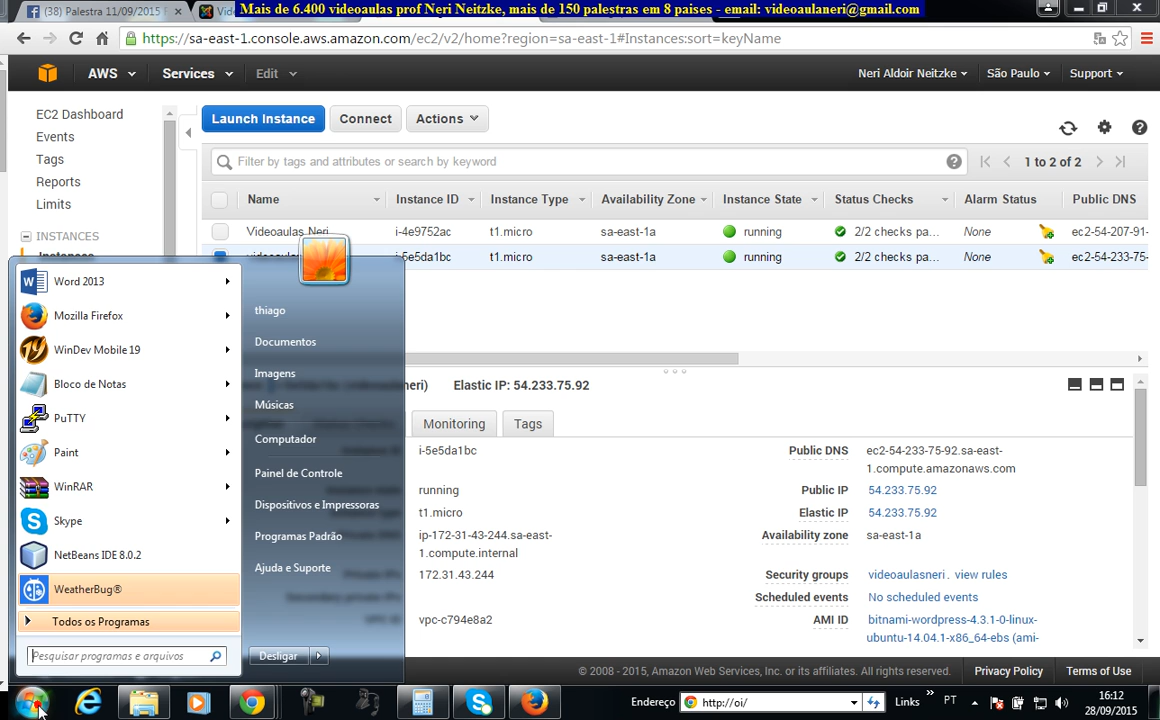 (38) Palestra 11/09/2015 F
Víd
Mais de 6.400 videoaulas prof Neri Neitzke, mais de 150 palestras em 8 paises - email: videoaulaneri@gmail.com
https://sa-east-1.console.aws.amazon.com/ec2/v2/home?region=sa-east-1#Instances:sort=keyName
AWS Services Edit Neri Aldoir Neitzke São Paulo Support
EC2 Dashboard
Events
Tags
Reports
Limits
INSTANCES
Instances
Launch Instance Connect Actions
Filter by tags and attributes or search by keyword
1 to 2 of 2
Name Instance ID Instance Type Availability Zone Instance State Status Checks Alarm Status Public DNS
Videoaulas Neri i-4e9752ac t1.micro sa-east-1a running 2/2 checks pa... None ec2-54-207-91-
i-5e5da1bc t1.micro sa-east-1a running 2/2 checks pa... None ec2-54-233-75-
Elastic IP: 54.233.75.92
Monitoring Tags
i-5e5da1bc
running
t1.micro
ip-172-31-43-244.sa-east-
1.compute.internal
172.31.43.244
vpc-c794e8a2
Public DNS ec2-54-233-75-92.sa-east-
1.compute.amazonaws.com
Public IP 54.233.75.92
Elastic IP 54.233.75.92
Availability zone sa-east-1a
Security groups videoaulasneri. view rules
Scheduled events No scheduled events
AMI ID bitnami-wordpress-4.3.1-0-linux-
ubuntu-14.04.1-x86_64-ebs (ami-
Word 2013
Mozilla Firefox
WinDev Mobile 19
Bloco de Notas
PuTTY
Paint
WinRAR
Skype
NetBeans IDE 8.0.2
WeatherBug®
Todos os Programas
Pesquisar programas e arquivos
thiago
Documentos
Imagens
Músicas
Computador
Painel de Controle
Dispositivos e Impressoras
Programas Padrão
Ajuda e Suporte
Desligar
© 2008 - 2015, Amazon Web Services, Inc. or its affiliates. All rights reserved. Privacy Policy Terms of Use
Endereço http://oi/ Links » PT
16:12
28/09/2015